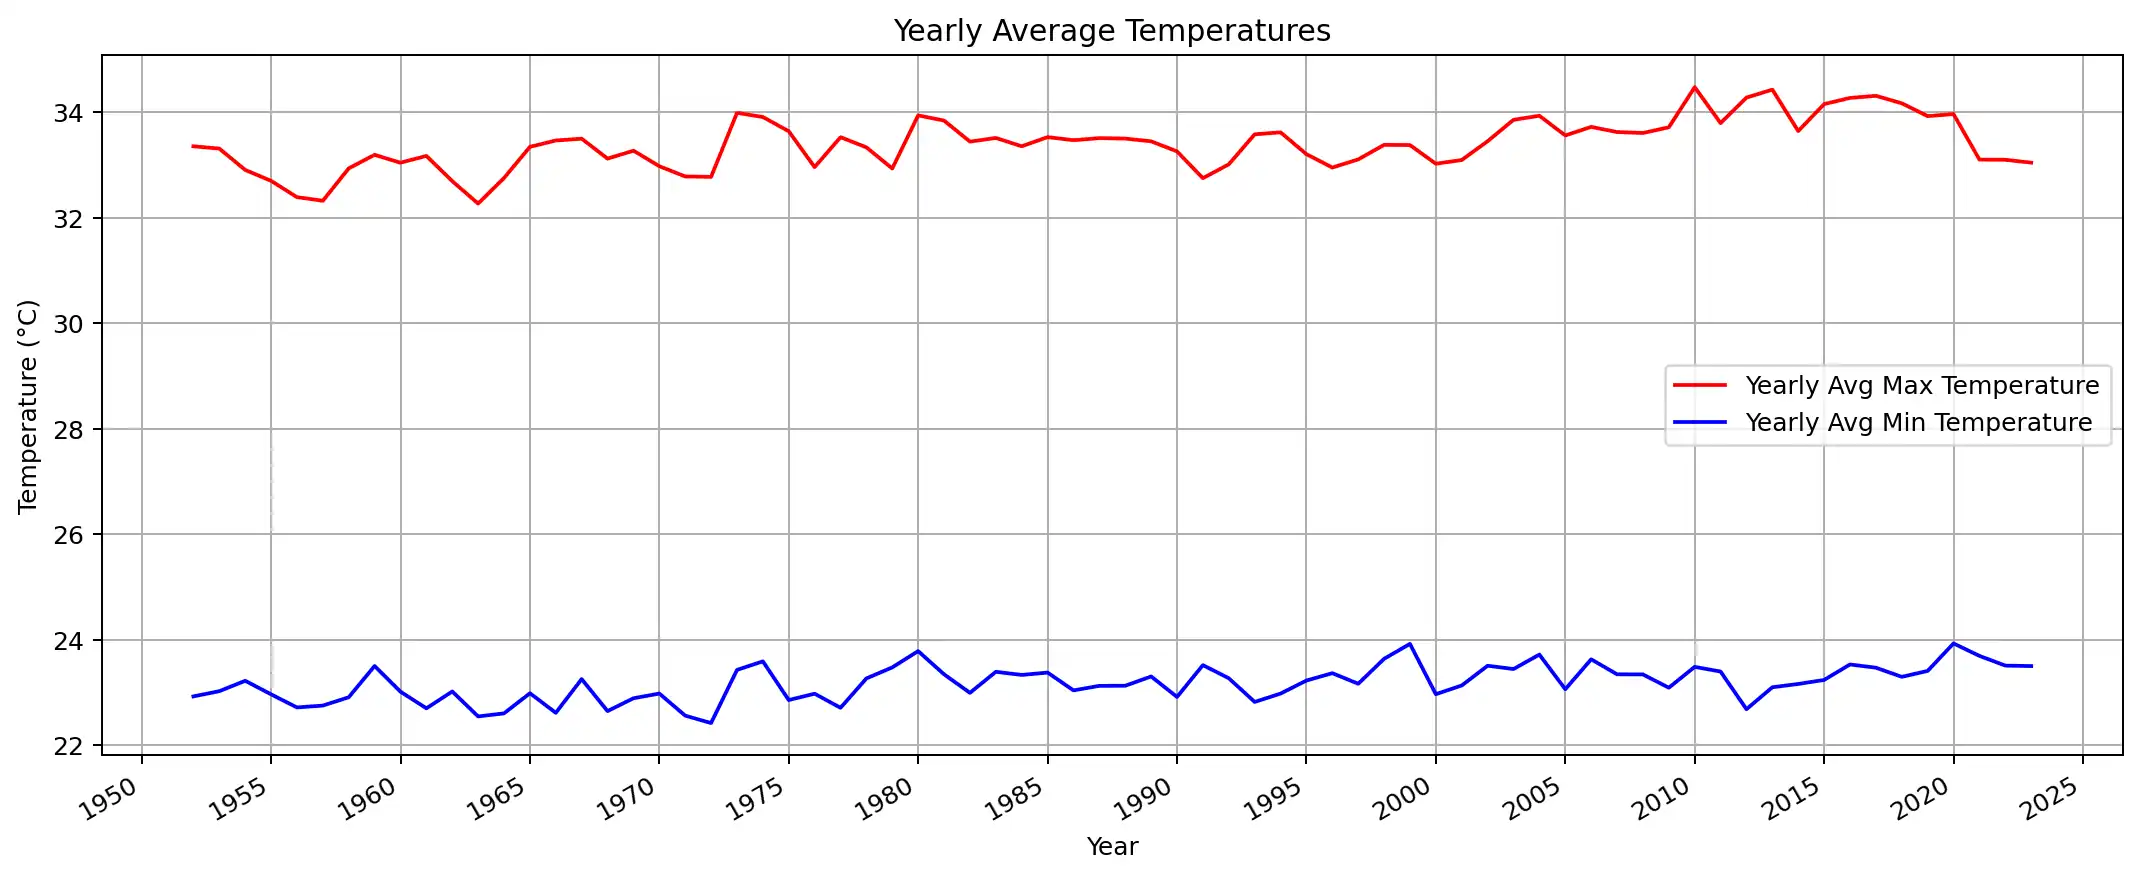 Yearly Average Temperatures
34
32
30
28
26
24
22
Temperature (°C)
Yearly Avg Max Temperature
Yearly Avg Min Temperature
1950 1955 1960 1965 1970 1975 1980 1985 1990 1995 2000 2005 2010 2015 2020 2025
Year